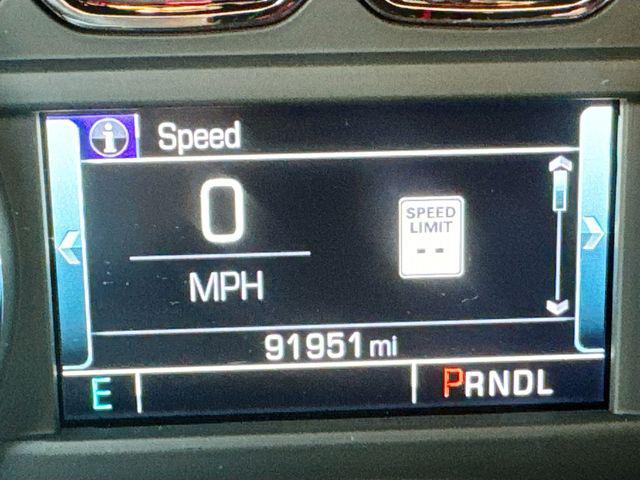 i Speed
0
MPH
SPEED
LIMIT
--
91951 mi
E PRNDL